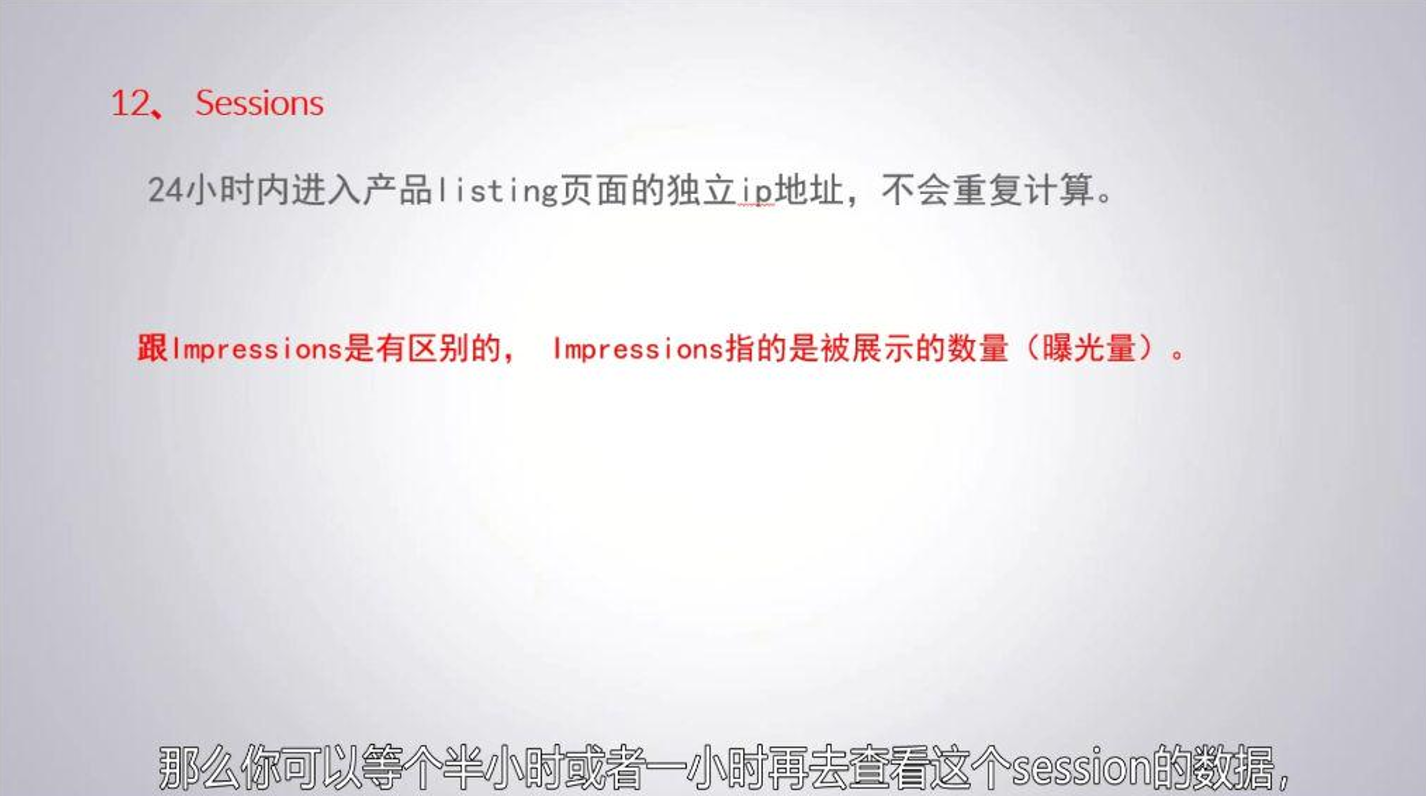 12、 Sessions
24小时内进入产品listing页面的独立ip地址，不会重复计算。
跟Impressions是有区别的， Impressions指的是被展示的数量（曝光量）。
那么你可以等个半小时或者一小时再去查看这个session的数据，